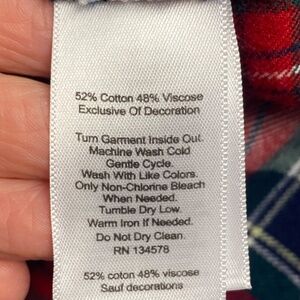 52% Cotton 48% Viscose
Exclusive Of Decoration
Turn Garment Inside Out.
Machine Wash Cold
Gentle Cycle.
Wash With Like Colors.
Only Non-Chlorine Bleach
When Needed.
Tumble Dry Low.
Warm Iron If Needed.
Do Not Dry Clean.
RN 134578
52% coton 48% viscose
Sauf decorations